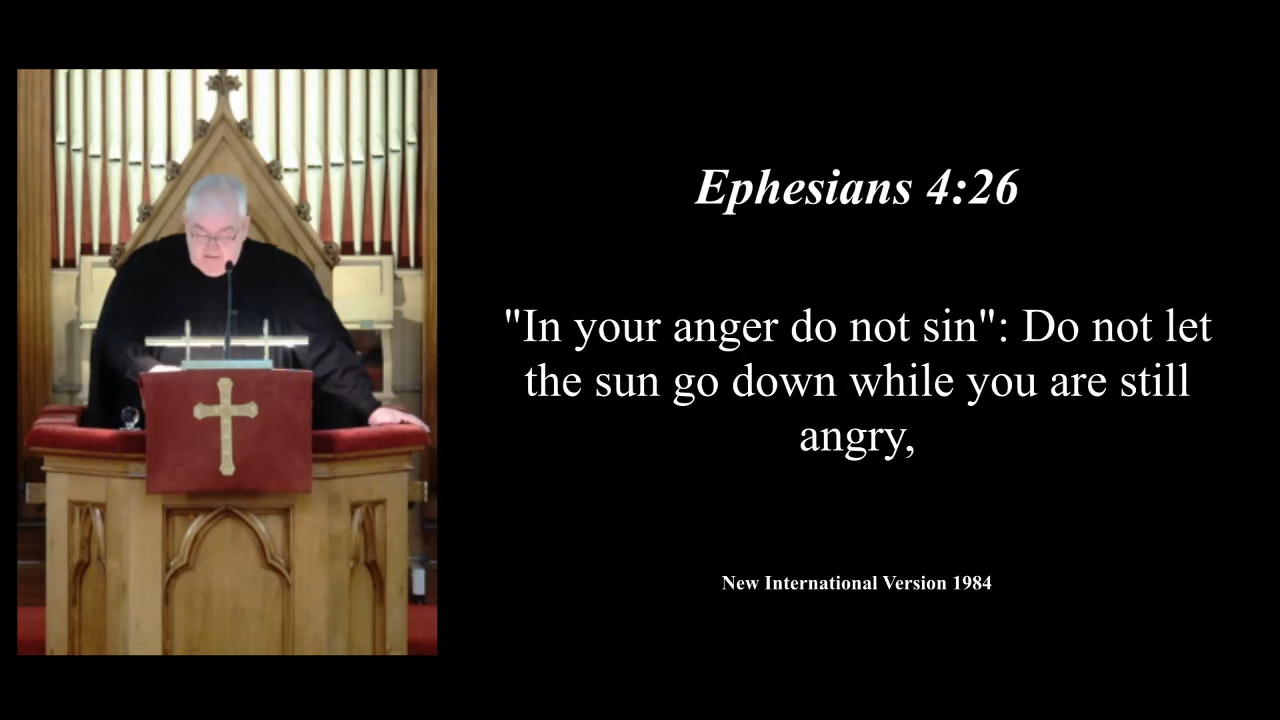 Ephesians 4:26
"In your anger do not sin": Do not let
the sun go down while you are still
angry,
New International Version 1984